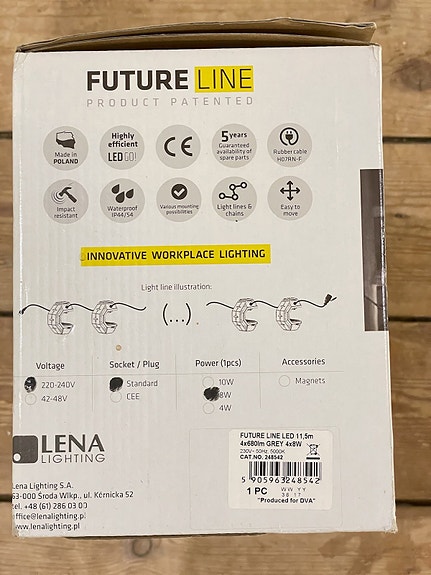 FUTURE LINE
PRODUCT PATENTED
Made in
POLAND
Highly
efficient
LEDGO!
CE
5 years
Guaranteed
availability of
spare parts
Rubber cable
H07RN-F
Impact
resistant
Waterproof
IP44/54
Various mounting
possibilities
Light lines &
chains
Easy to
move
INNOVATIVE WORKPLACE LIGHTING
Light line illustration:
(...)
Voltage
220-240V
42-48V
Socket / Plug
Standard
CEE
Power (1pcs)
10W
8W
4W
Accessories
Magnets
LENA
LIGHTING
Lena Lighting S.A.
63-000 Środa Wlkp., ul. Kórnicka 52
tel. +48 (61) 286 03 00
office@lenalighting.pl
www.lenalighting.pl
FUTURE LINE LED 11,5m
4x680lm GREY 4x8W
230V~ 50Hz, 5000K
CAT.NO. 248542
5 905963 248542
1 PC
WW YY
38 17
"Produced for DVA"